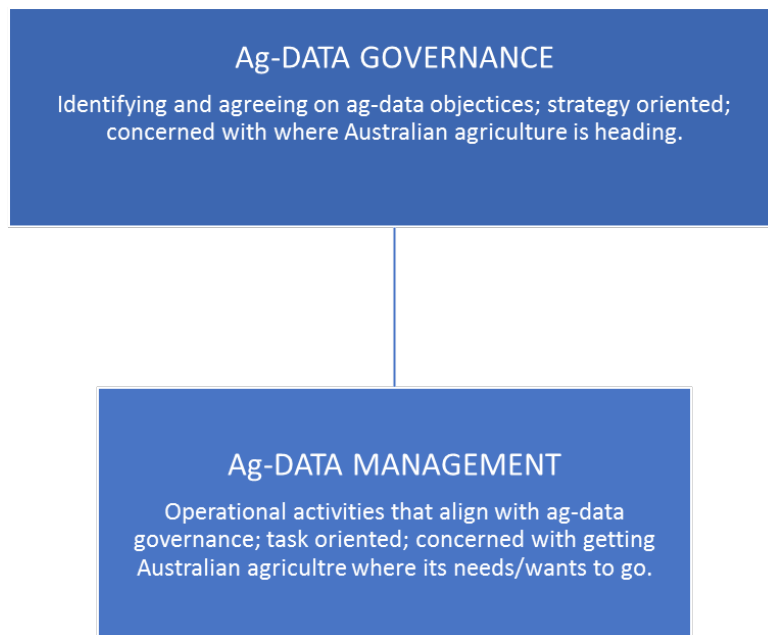 Ag-DATA GOVERNANCE
Identifying and agreeing on ag-data objectices; strategy oriented;
concerned with where Australian agriculture is heading.
Ag-DATA MANAGEMENT
Operational activities that align with ag-data
governance; task oriented; concerned with getting
Australian agricultre where its needs/wants to go.